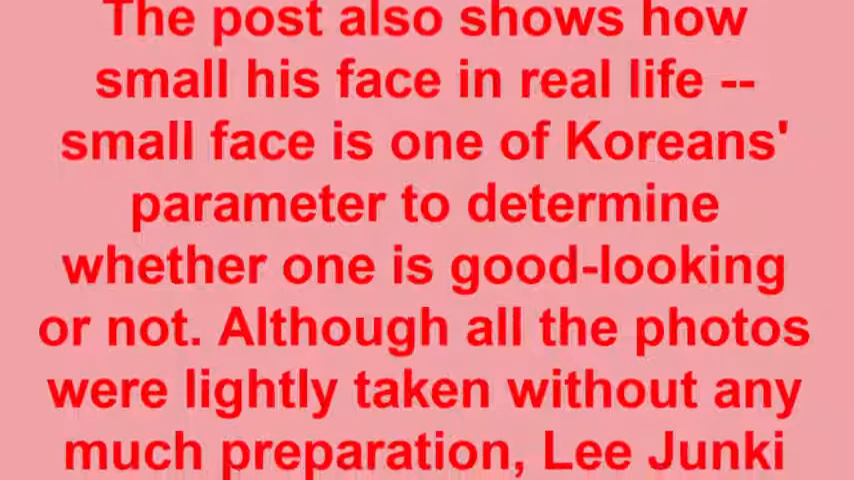 The post also shows how
small his face in real life --
small face is one of Koreans'
parameter to determine
whether one is good-looking
or not. Although all the photos
were lightly taken without any
much preparation, Lee Junki